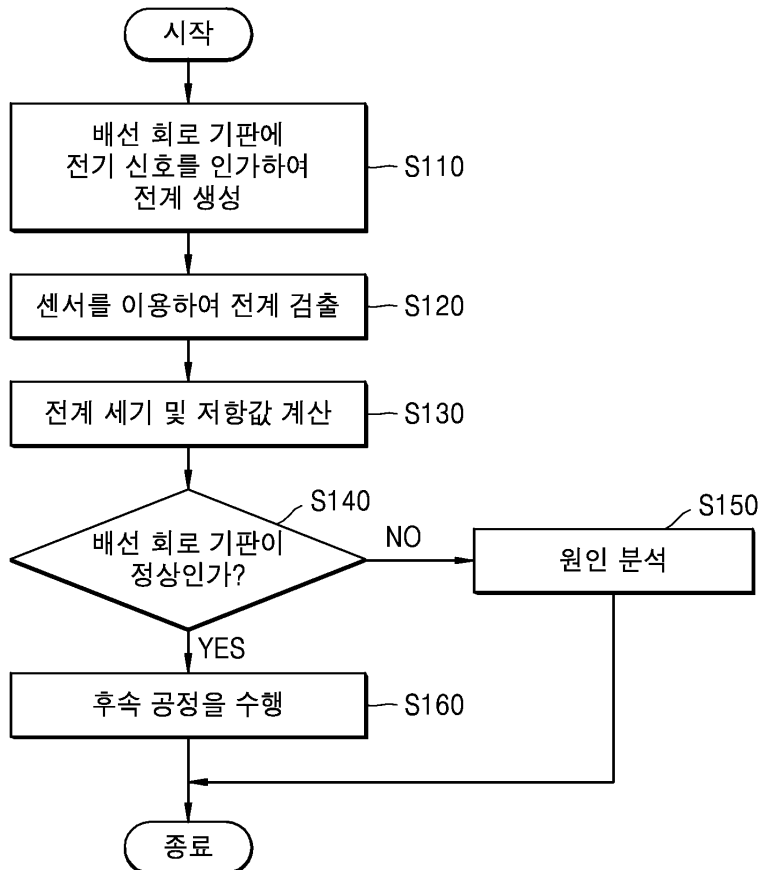 시작
배선 회로 기판에
전기 신호를 인가하여
전계 생성
S110
센서를 이용하여 전계 검출
S120
전계 세기 및 저항값 계산
S130
S140
배선 회로 기판이
정상인가?
NO
S150
원인 분석
YES
후속 공정을 수행
S160
종료